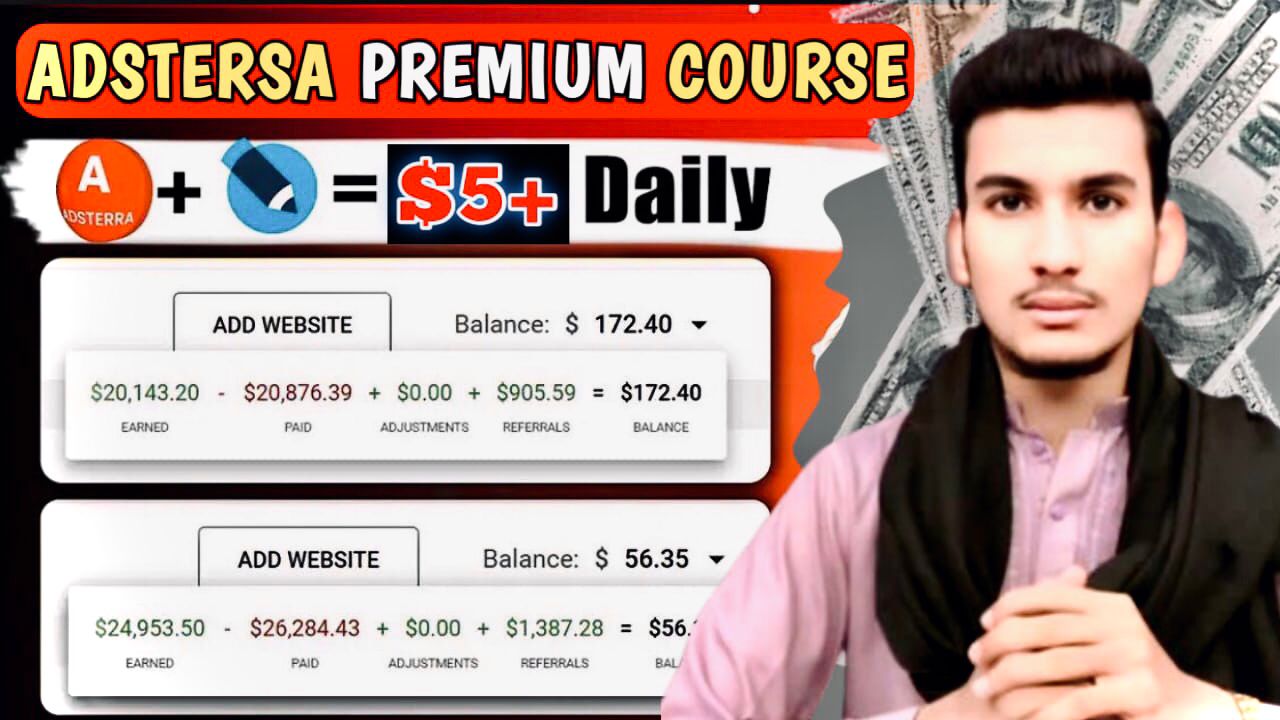 ADSTERSA PREMIUM COURSE
A ADSTERRA + = $5+ Daily
ADD WEBSITE Balance: $ 172.40
$20,143.20 - $20,876.39 + $0.00 + $905.59 = $172.40
EARNED PAID ADJUSTMENTS REFERRALS BALANCE
ADD WEBSITE Balance: $ 56.35
$24,953.50 - $26,284.43 + $0.00 + $1,387.28 = $56.
EARNED PAID ADJUSTMENTS REFERRALS BAL